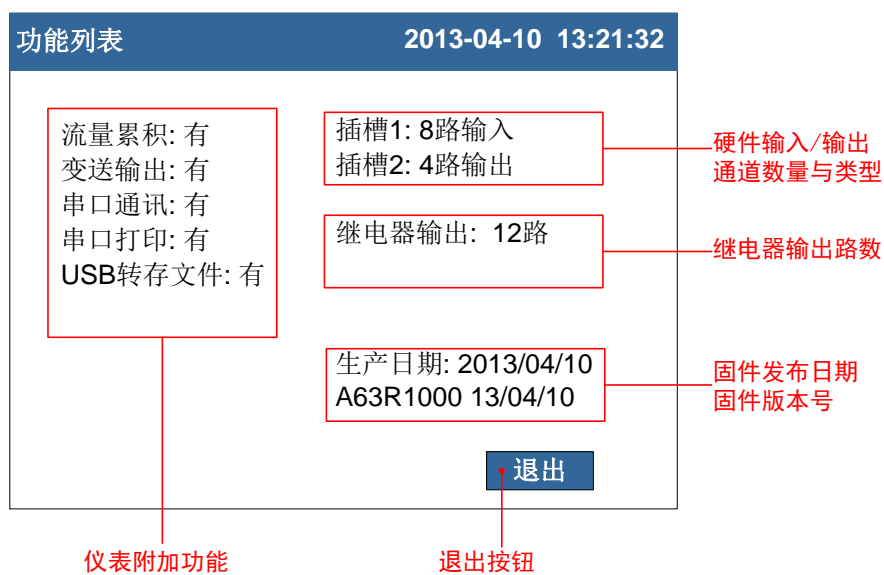 功能列表
2013-04-10 13:21:32
流量累积: 有
变送输出: 有
串口通讯: 有
串口打印: 有
USB转存文件: 有
插槽1: 8路输入
插槽2: 4路输出
硬件输入/输出
通道数量与类型
继电器输出: 12路
继电器输出路数
生产日期: 2013/04/10
A63R1000 13/04/10
固件发布日期
固件版本号
退出
仪表附加功能
退出按钮